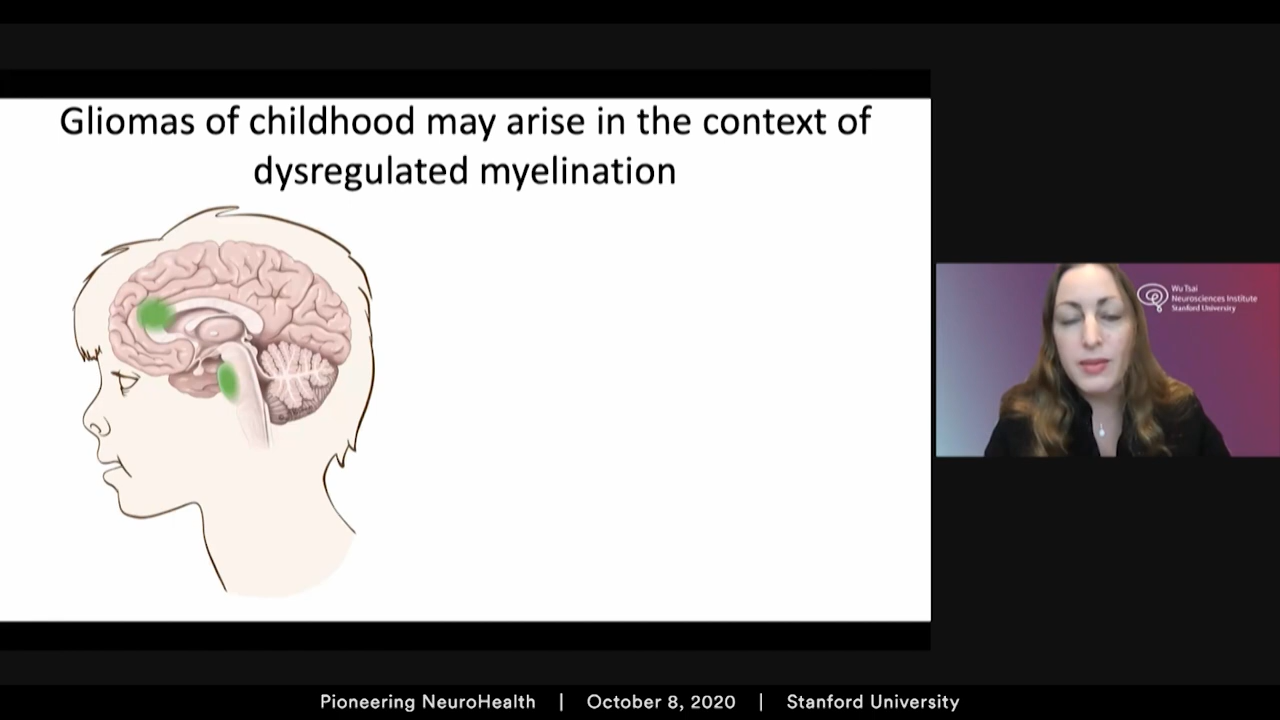 Gliomas of childhood may arise in the context of
dysregulated myelination
Wu Tsai
Neurosciences Institute
Stanford University
Pioneering NeuroHealth | October 8, 2020 | Stanford University